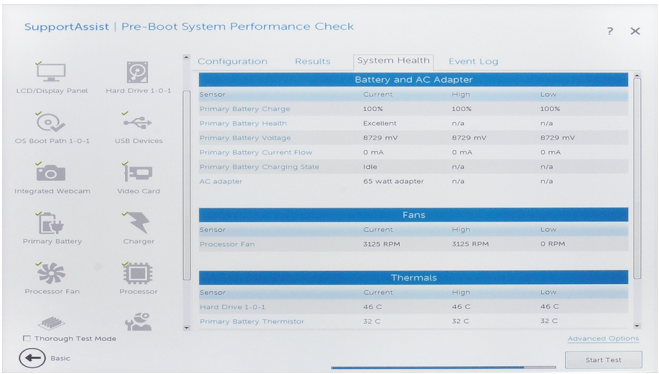 SupportAssist | Pre-Boot System Performance Check
? ×
Configuration Results System Health Event Log
LCD/Display Panel Hard Drive 1-0-1
OS Boot Path 1-0-1 USB Devices
Integrated Webcam Video Card
Primary Battery Charger
Processor Fan Processor
Battery and AC Adapter
Sensor Current High Low
Primary Battery Charge 100% 100% 100%
Primary Battery Health Excellent n/a n/a
Primary Battery Voltage 8729 mV 8729 mV 8729 mV
Primary Battery Current Flow 0 mA 0 mA 0 mA
Primary Battery Charging State Idle n/a n/a
AC adapter 65 watt adapter n/a n/a
Fans
Sensor Current High Low
Processor Fan 3125 RPM 3125 RPM 0 RPM
Thermals
Sensor Current High Low
Hard Drive 1-0-1 46 C 46 C 46 C
Primary Battery Thermistor 32 C 32 C 32 C
Thorough Test Mode
Advanced Options
Basic
Start Test